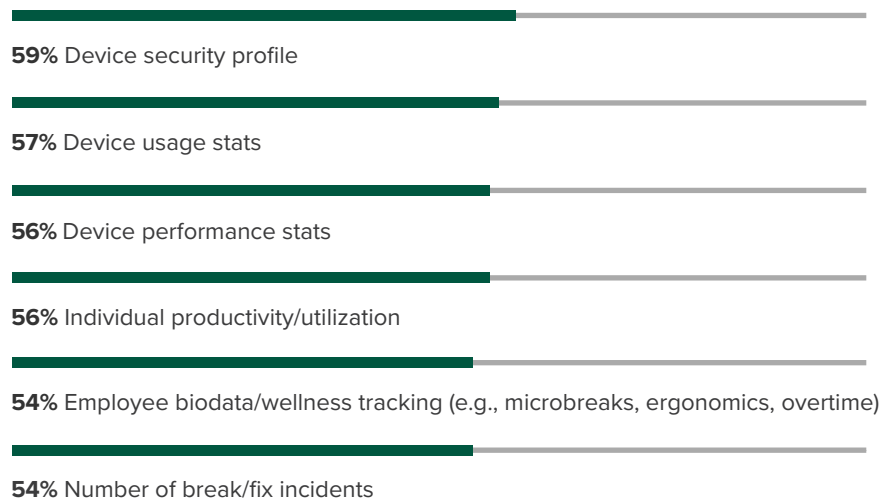 59% Device security profile
57% Device usage stats
56% Device performance stats
56% Individual productivity/utilization
54% Employee biodata/wellness tracking (e.g., microbreaks, ergonomics, overtime)
54% Number of break/fix incidents